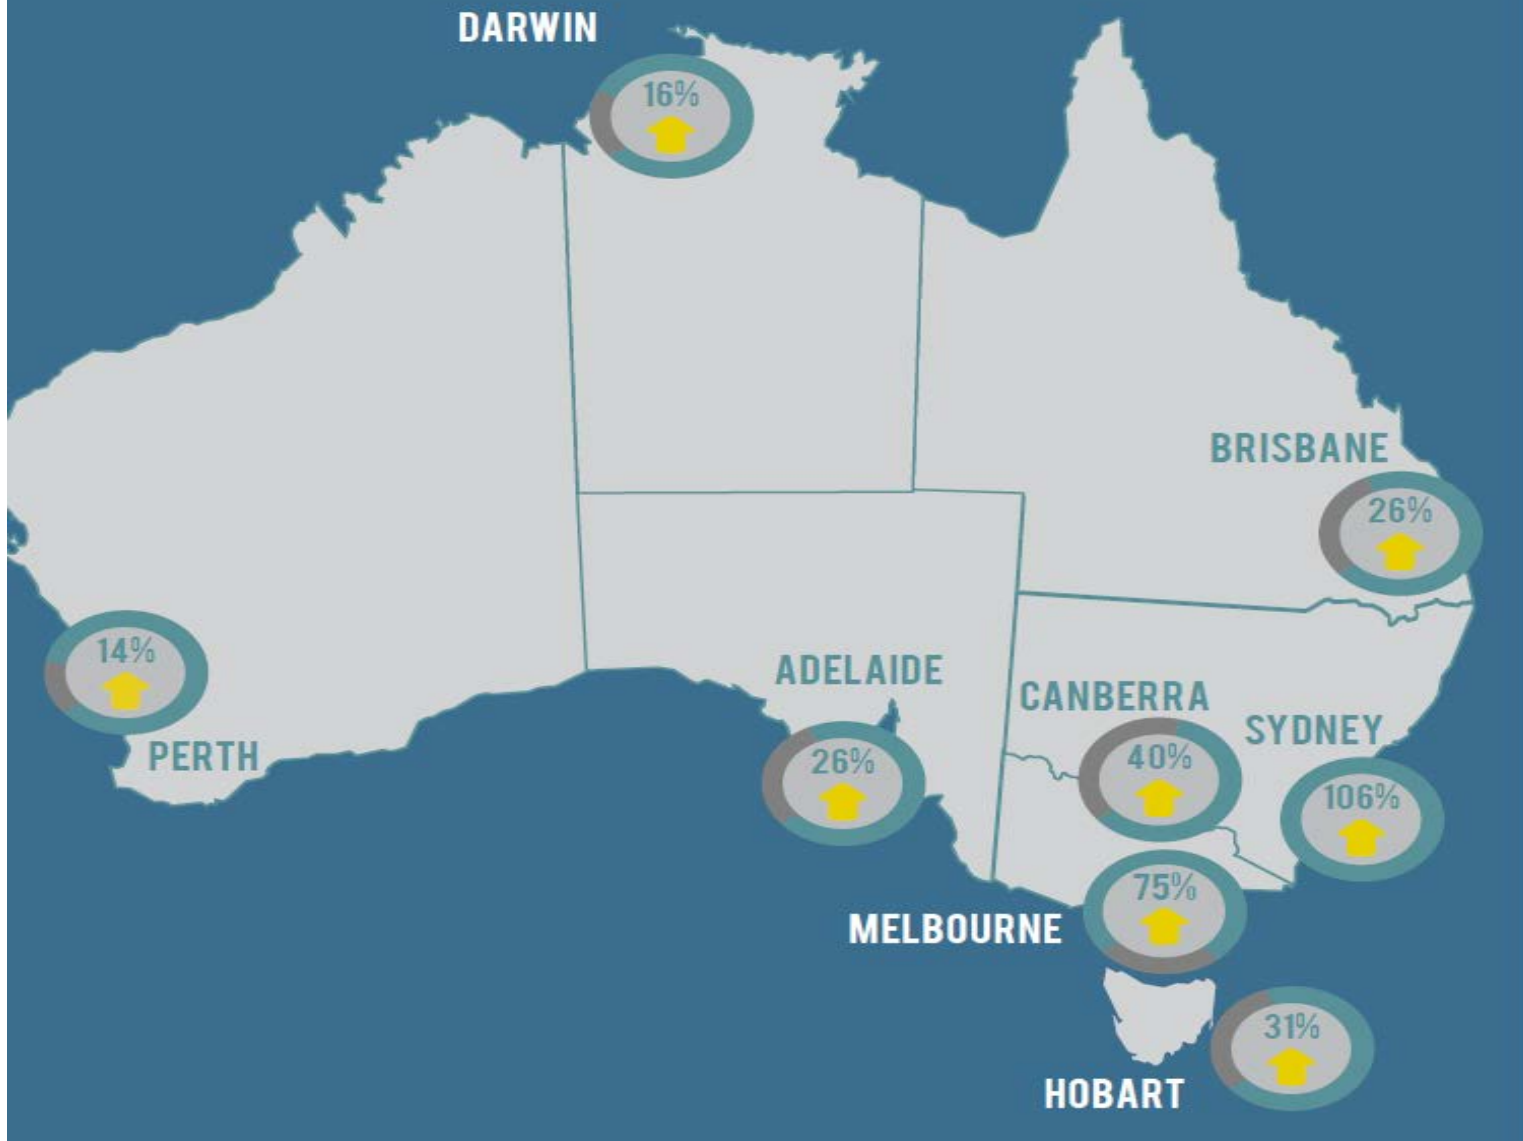 DARWIN
16%
BRISBANE
26%
14%
PERTH
ADELAIDE
26%
CANBERRA
40%
SYDNEY
106%
75%
MELBOURNE
31%
HOBART